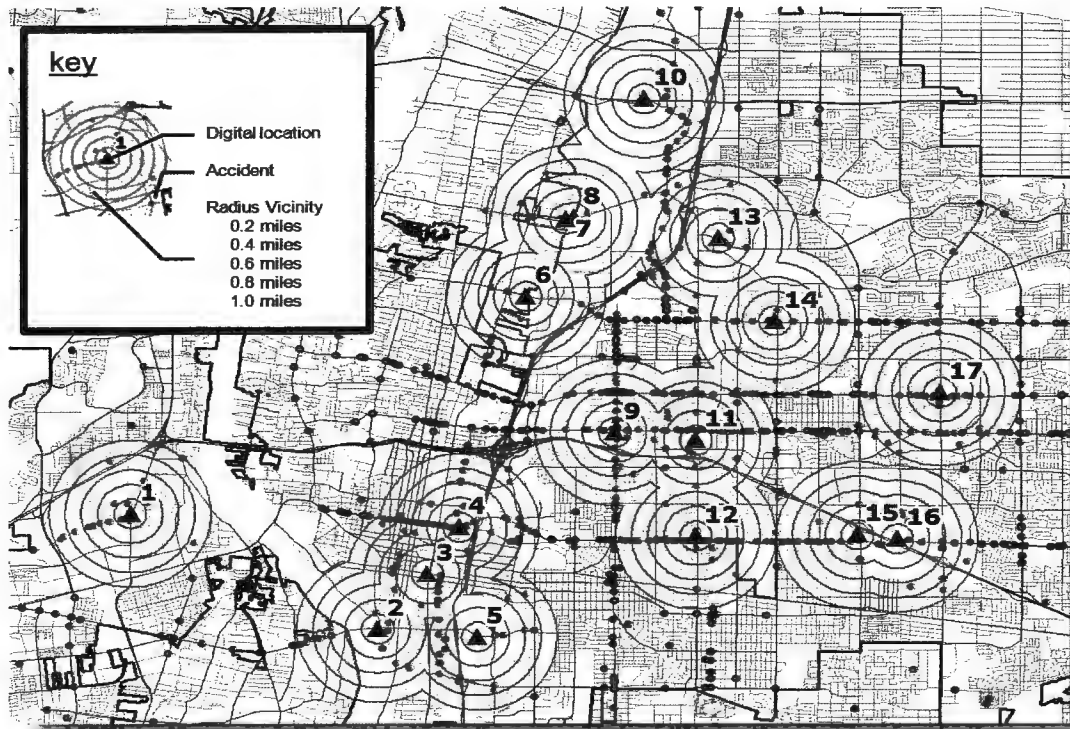 key
1
Digital location
Accident
Radius Vicinity
0.2 miles
0.4 miles
0.6 miles
0.8 miles
1.0 miles
10
8
7
13
6
14
17
9
11
1
4
12
15
16
3
2
5